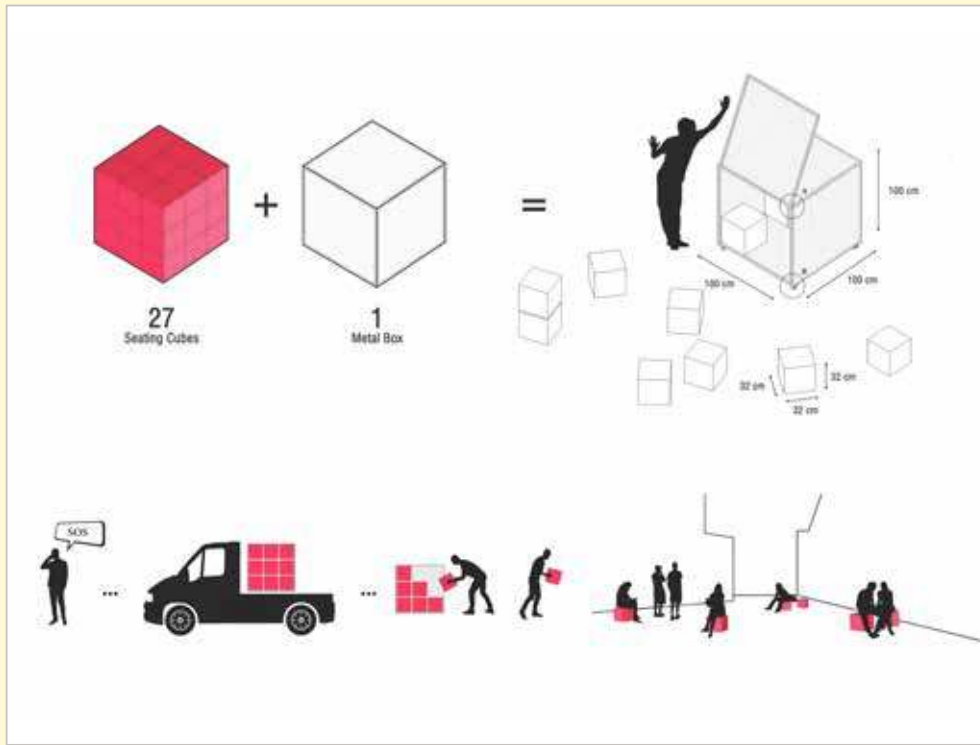 +
=
27
Seating Cubes
1
Metal Box
100 cm
100 cm
100 cm
32 cm
32 cm
32 cm
SOS
...
...